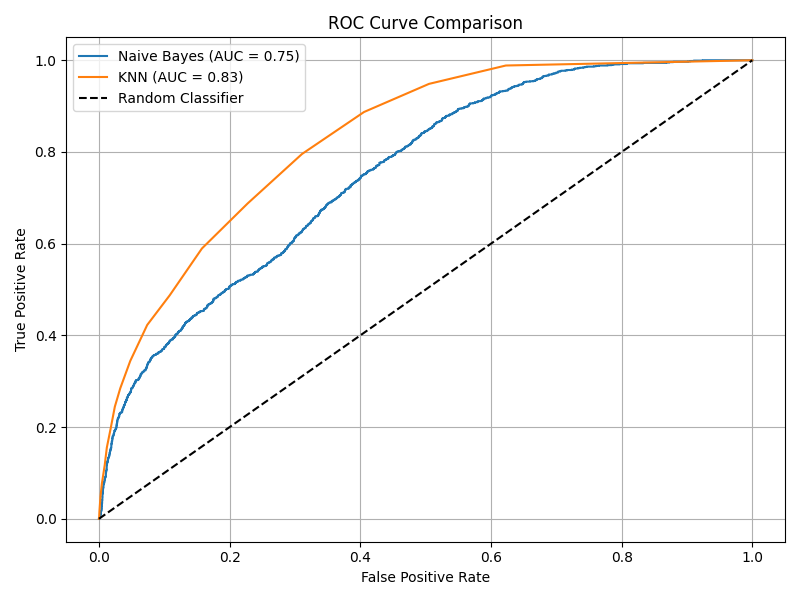 ROC Curve Comparison
Naive Bayes (AUC = 0.75)
KNN (AUC = 0.83)
Random Classifier
True Positive Rate
1.0
0.8
0.6
0.4
0.2
0.0
0.0 0.2 0.4 0.6 0.8 1.0
False Positive Rate